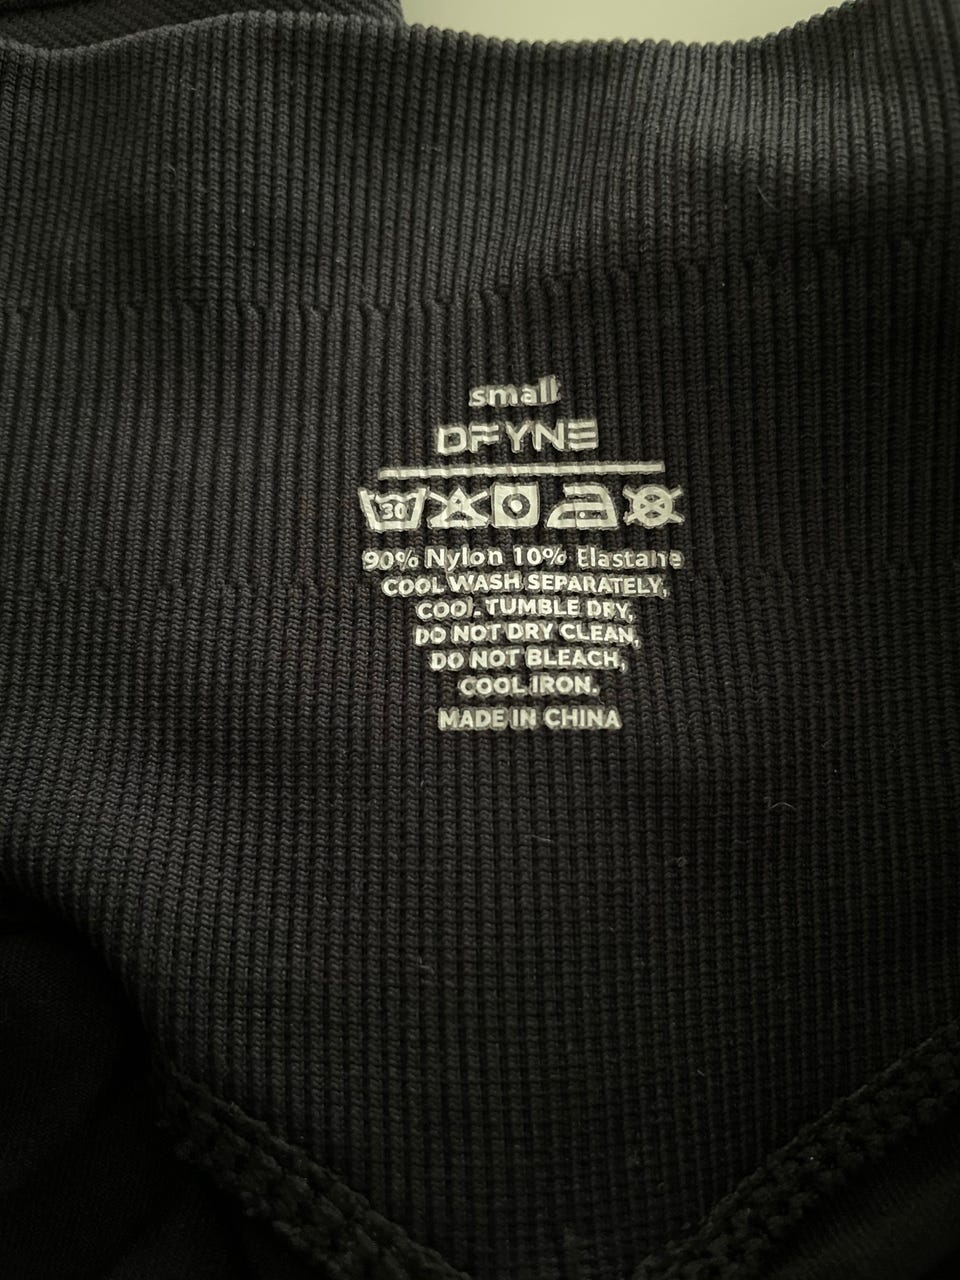 small
DFYNE
30
90% Nylon 10% Elastane
COOL WASH SEPARATELY,
COOL TUMBLE DRY,
DO NOT DRY CLEAN,
DO NOT BLEACH,
COOL IRON.
MADE IN CHINA